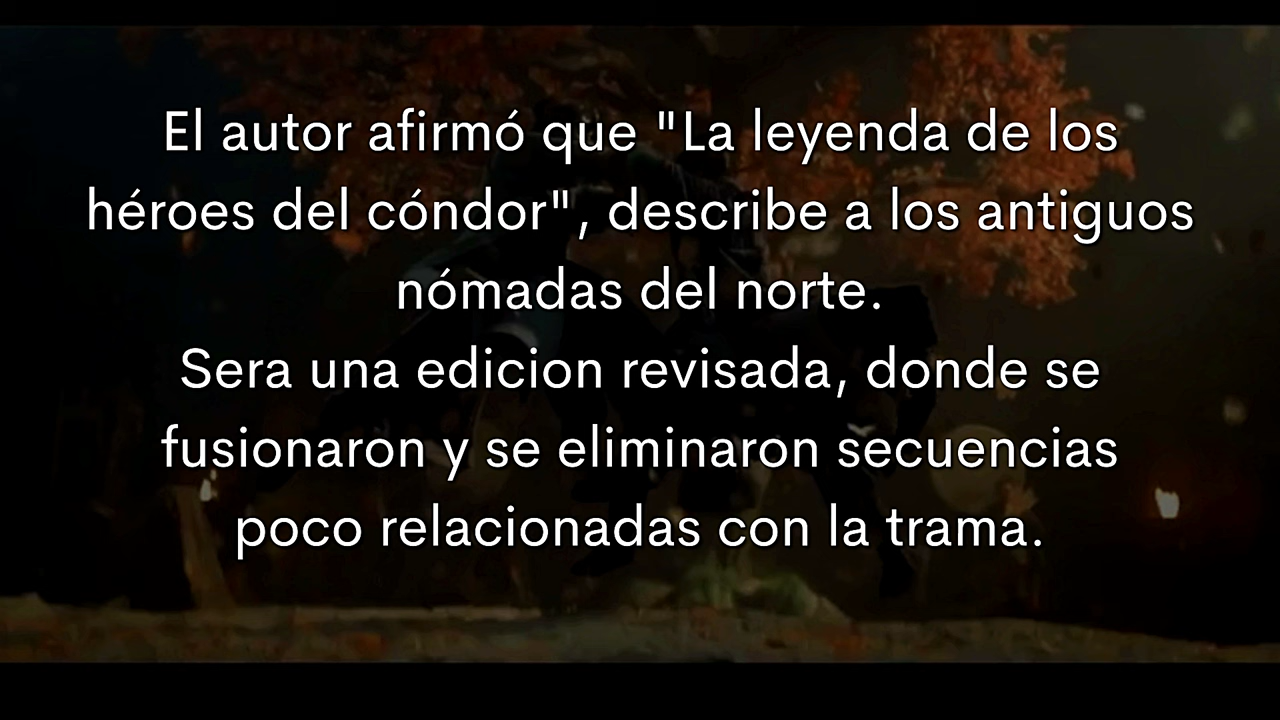 El autor afirmó que "La leyenda de los
héroes del cóndor", describe a los antiguos
nómadas del norte.
Sera una edicion revisada, donde se
fusionaron y se eliminaron secuencias
poco relacionadas con la trama.